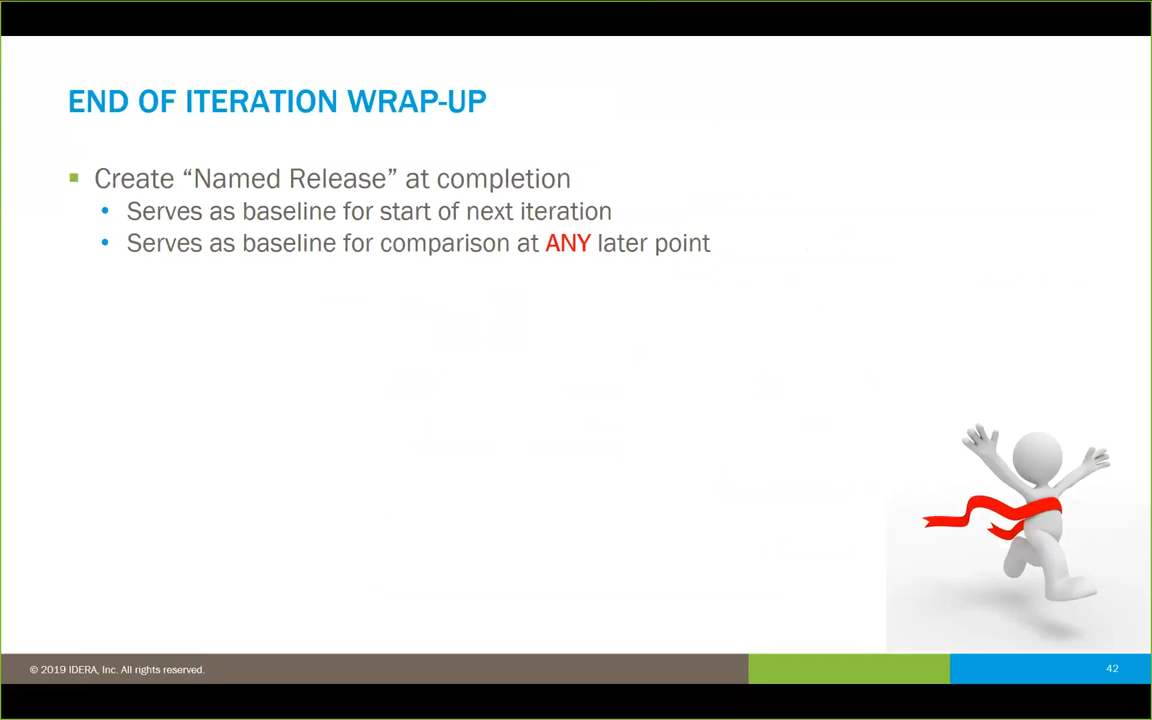 END OF ITERATION WRAP-UP
Create “Named Release” at completion
Serves as baseline for start of next iteration
Serves as baseline for comparison at ANY later point
© 2019 IDERA, Inc. All rights reserved.
42